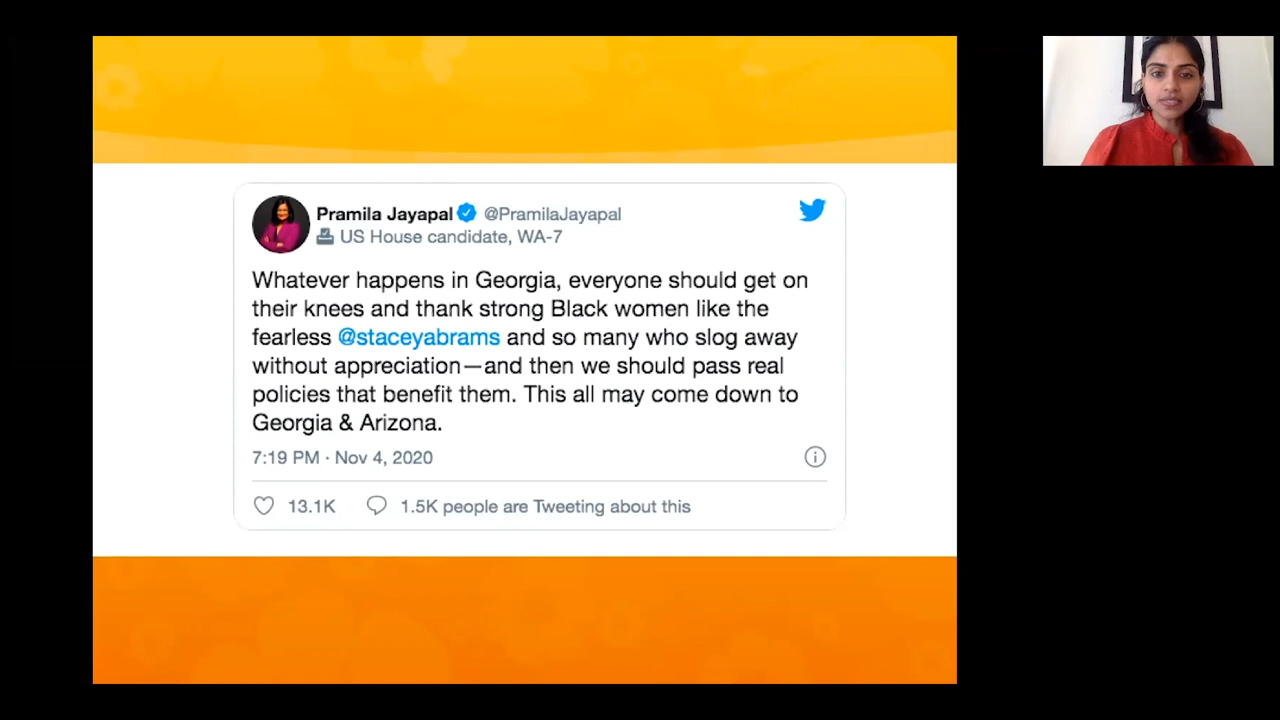 Pramila Jayapal @PramilaJayapal
US House candidate, WA-7
Whatever happens in Georgia, everyone should get on
their knees and thank strong Black women like the
fearless @staceyabrams and so many who slog away
without appreciation—and then we should pass real
policies that benefit them. This all may come down to
Georgia & Arizona.
7:19 PM · Nov 4, 2020
13.1K 1.5K people are Tweeting about this